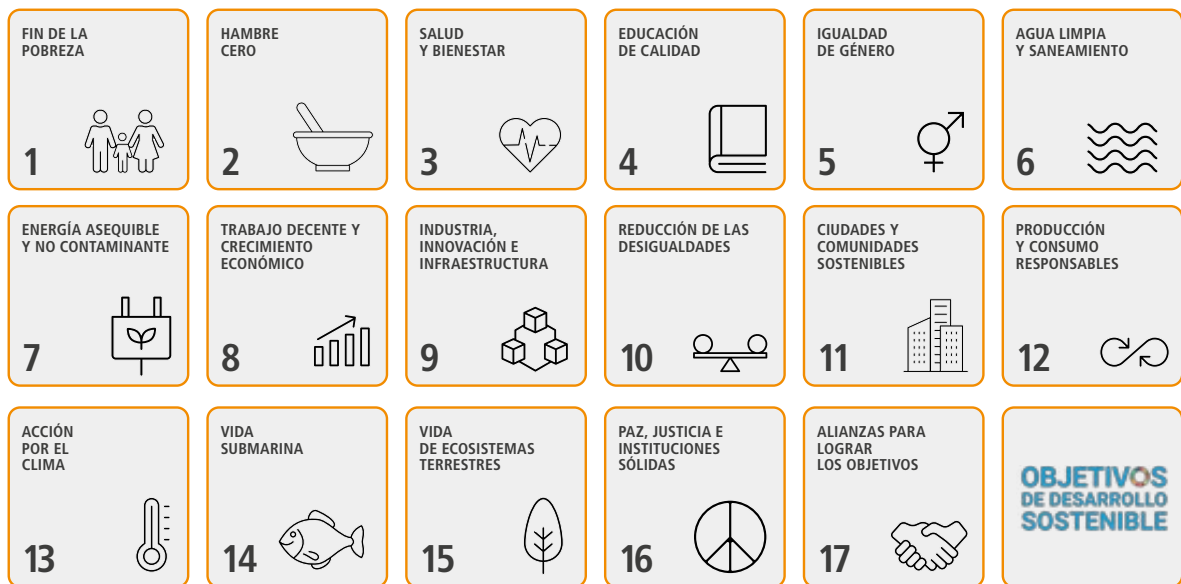 FIN DE LA
POBREZA
1
HAMBRE
CERO
2
SALUD
Y BIENESTAR
3
EDUCACIÓN
DE CALIDAD
4
IGUALDAD
DE GÉNERO
5
AGUA LIMPIA
Y SANEAMIENTO
6
ENERGÍA ASEQUIBLE
Y NO CONTAMINANTE
7
TRABAJO DECENTE Y
CRECIMIENTO
ECONÓMICO
8
INDUSTRIA,
INNOVACIÓN E
INFRAESTRUCTURA
9
REDUCCIÓN DE LAS
DESIGUALDADES
10
CIUDADES Y
COMUNIDADES
SOSTENIBLES
11
PRODUCCIÓN
Y CONSUMO
RESPONSABLES
12
ACCIÓN
POR EL
CLIMA
13
VIDA
SUBMARINA
14
VIDA
DE ECOSISTEMAS
TERRESTRES
15
PAZ, JUSTICIA E
INSTITUCIONES
SÓLIDAS
16
ALIANZAS PARA
LOGRAR
LOS OBJETIVOS
17
OBJETIVOS
DE DESARROLLO
SOSTENIBLE